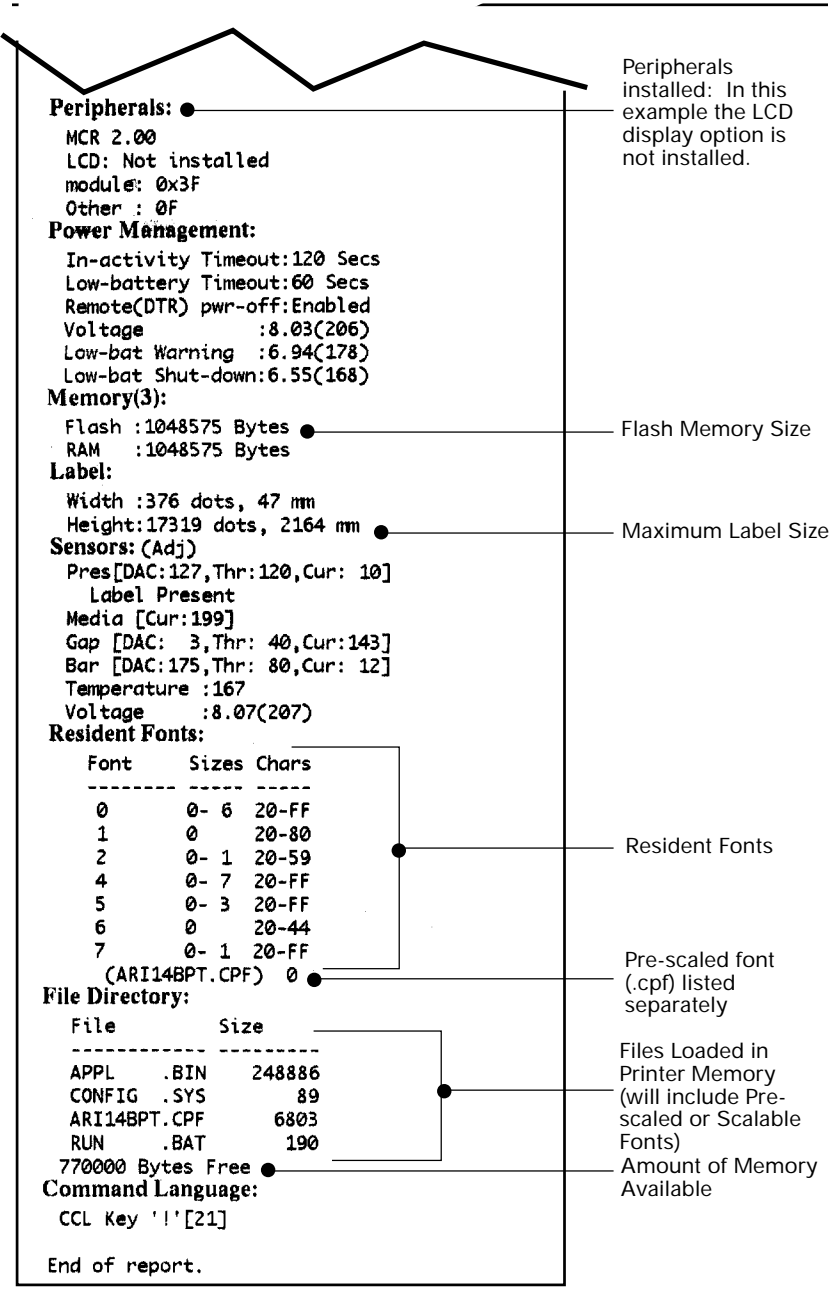 Peripherals:
MCR 2.00
LCD: Not installed
module: 0x3F
Other : 0F
Power Management:
In-activity Timeout:120 Secs
Low-battery Timeout:60 Secs
Remote(DTR) pwr-off:Enabled
Voltage :8.03(206)
Low-bat Warning :6.94(178)
Low-bat Shut-down:6.55(168)
Memory(3):
Flash :1048575 Bytes
RAM :1048575 Bytes
Label:
Width :376 dots, 47 mm
Height:17319 dots, 2164 mm
Sensors: (Adj)
Pres[DAC:127,Thr:120,Cur: 10]
Label Present
Media [Cur:199]
Gap [DAC: 3,Thr: 40,Cur:143]
Bar [DAC:175,Thr: 80,Cur: 12]
Temperature :167
Voltage :8.07(207)
Resident Fonts:
Font Sizes Chars
-------- ----- -----
0 0- 6 20-FF
1 0 20-80
2 0- 1 20-59
4 0- 7 20-FF
5 0- 3 20-FF
6 0 20-44
7 0- 1 20-FF
(ARI14BPT.CPF) 0
File Directory:
File Size
------------ ---------
APPL .BIN 248886
CONFIG .SYS 89
ARI14BPT.CPF 6803
RUN .BAT 190
770000 Bytes Free
Command Language:
CCL Key '!'[21]
End of report.
Peripherals
installed: In this
example the LCD
display option is
not installed.
Flash Memory Size
Maximum Label Size
Resident Fonts
Pre-scaled font
(.cpf) listed
separately
Files Loaded in
Printer Memory
(will include Pre-
scaled or Scalable
Fonts)
Amount of Memory
Available